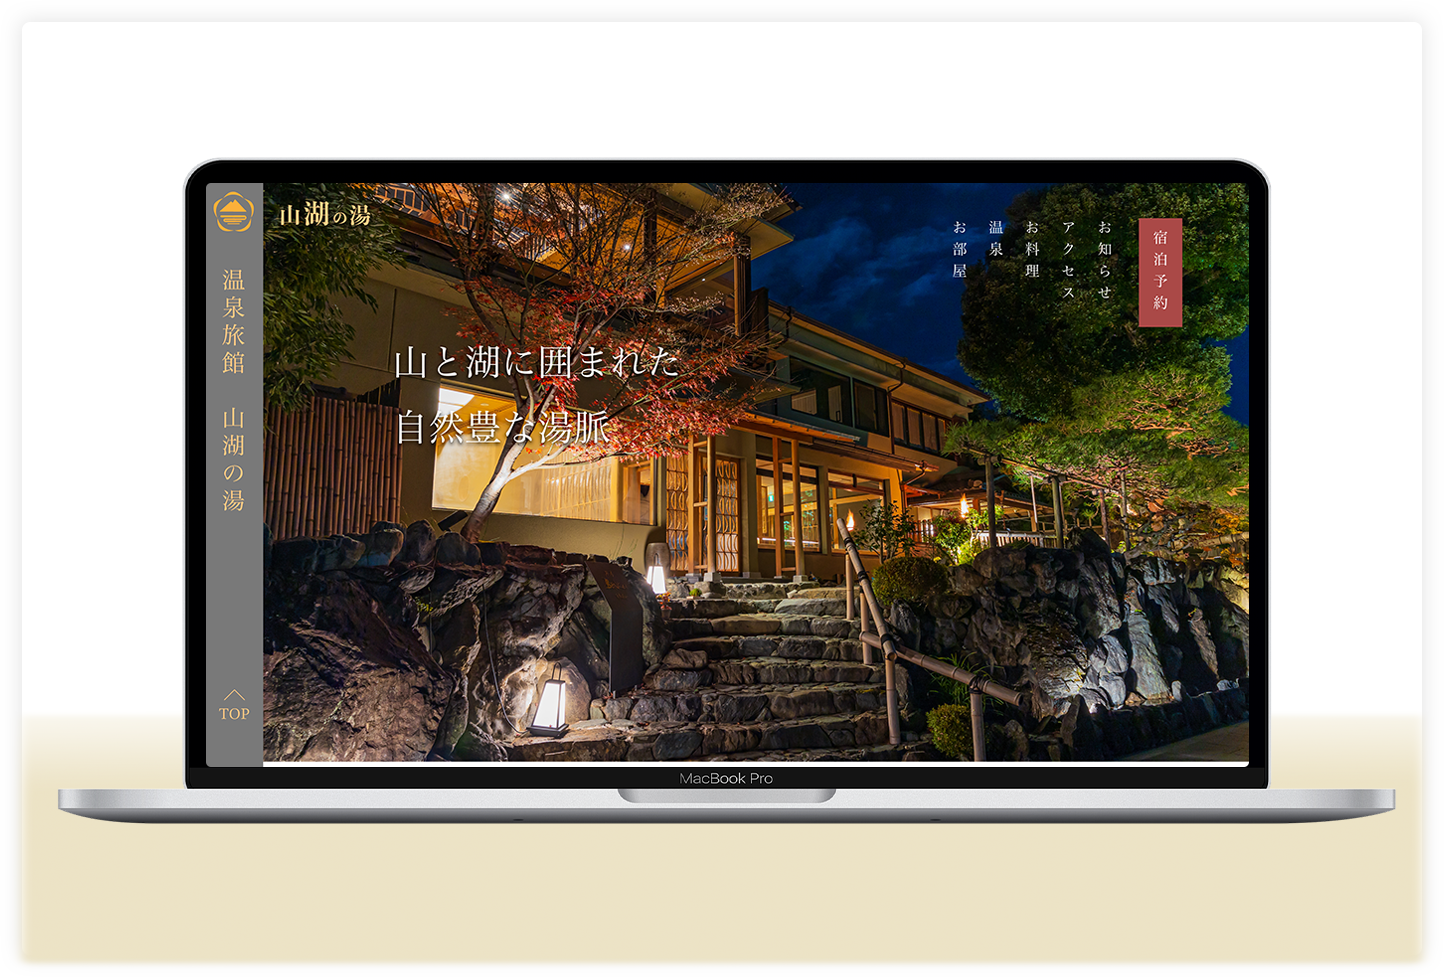 山湖の湯
温泉旅館 山湖の湯
宿泊予約
お知らせ
アクセス
お料理
温泉
お部屋
山と湖に囲まれた
自然豊な湯脈
TOP
MacBook Pro